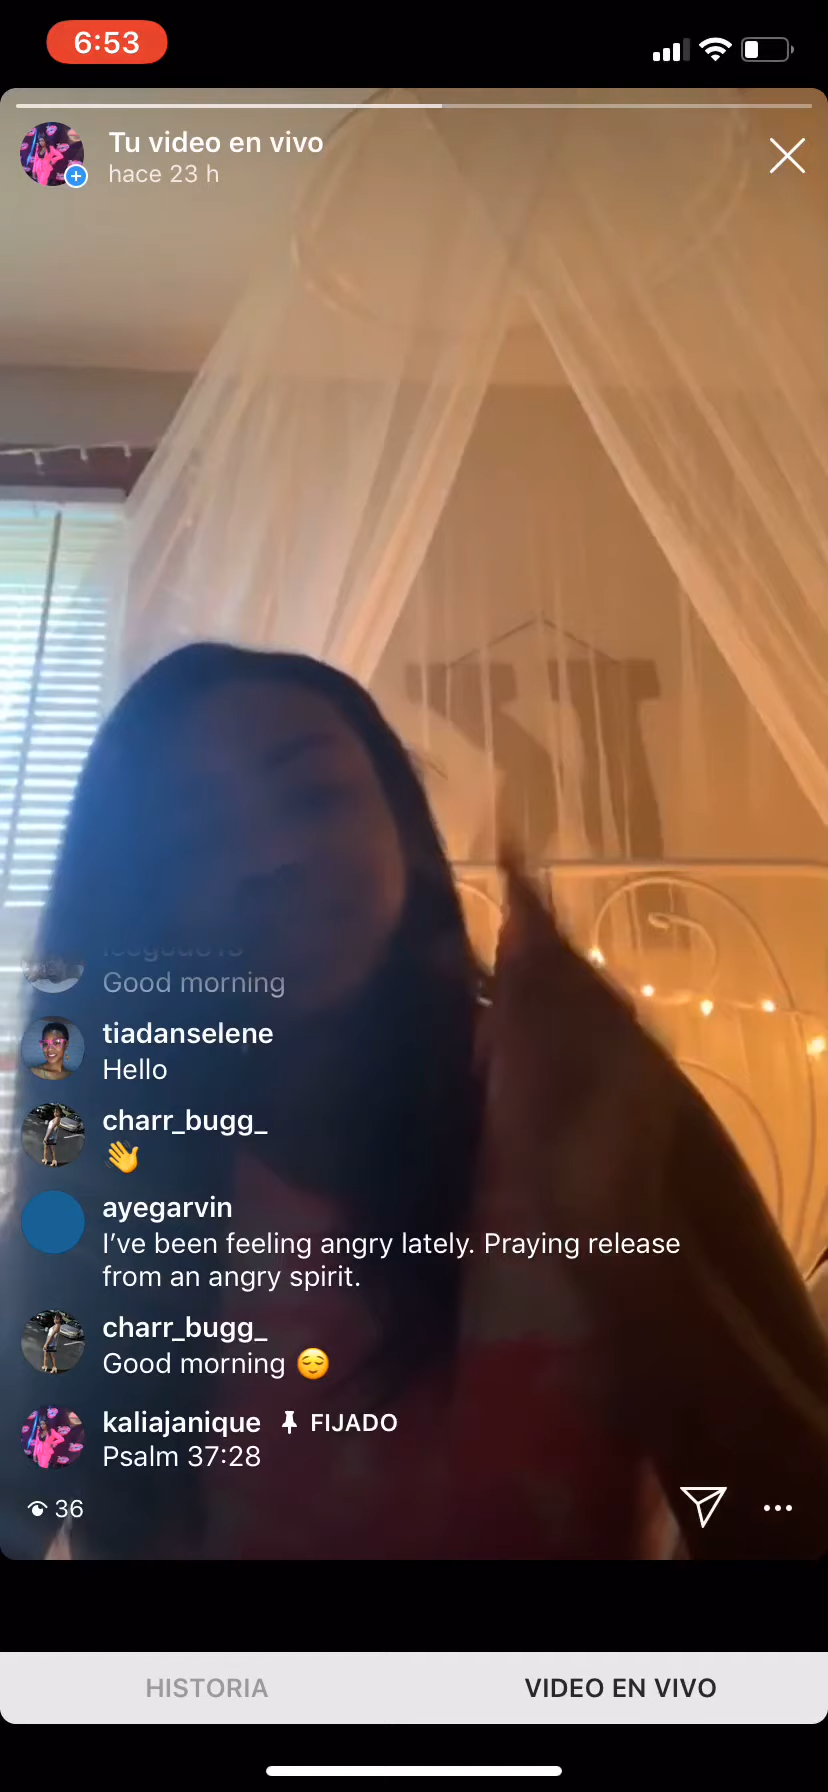 6:53
Tu video en vivo
hace 23 h
Good morning
tiadanselene
Hello
charr_bugg_
👋
ayegarvin
I've been feeling angry lately. Praying release
from an angry spirit.
charr_bugg_
Good morning 😌
kaliajanique FIJADO
Psalm 37:28
36
HISTORIA
VIDEO EN VIVO